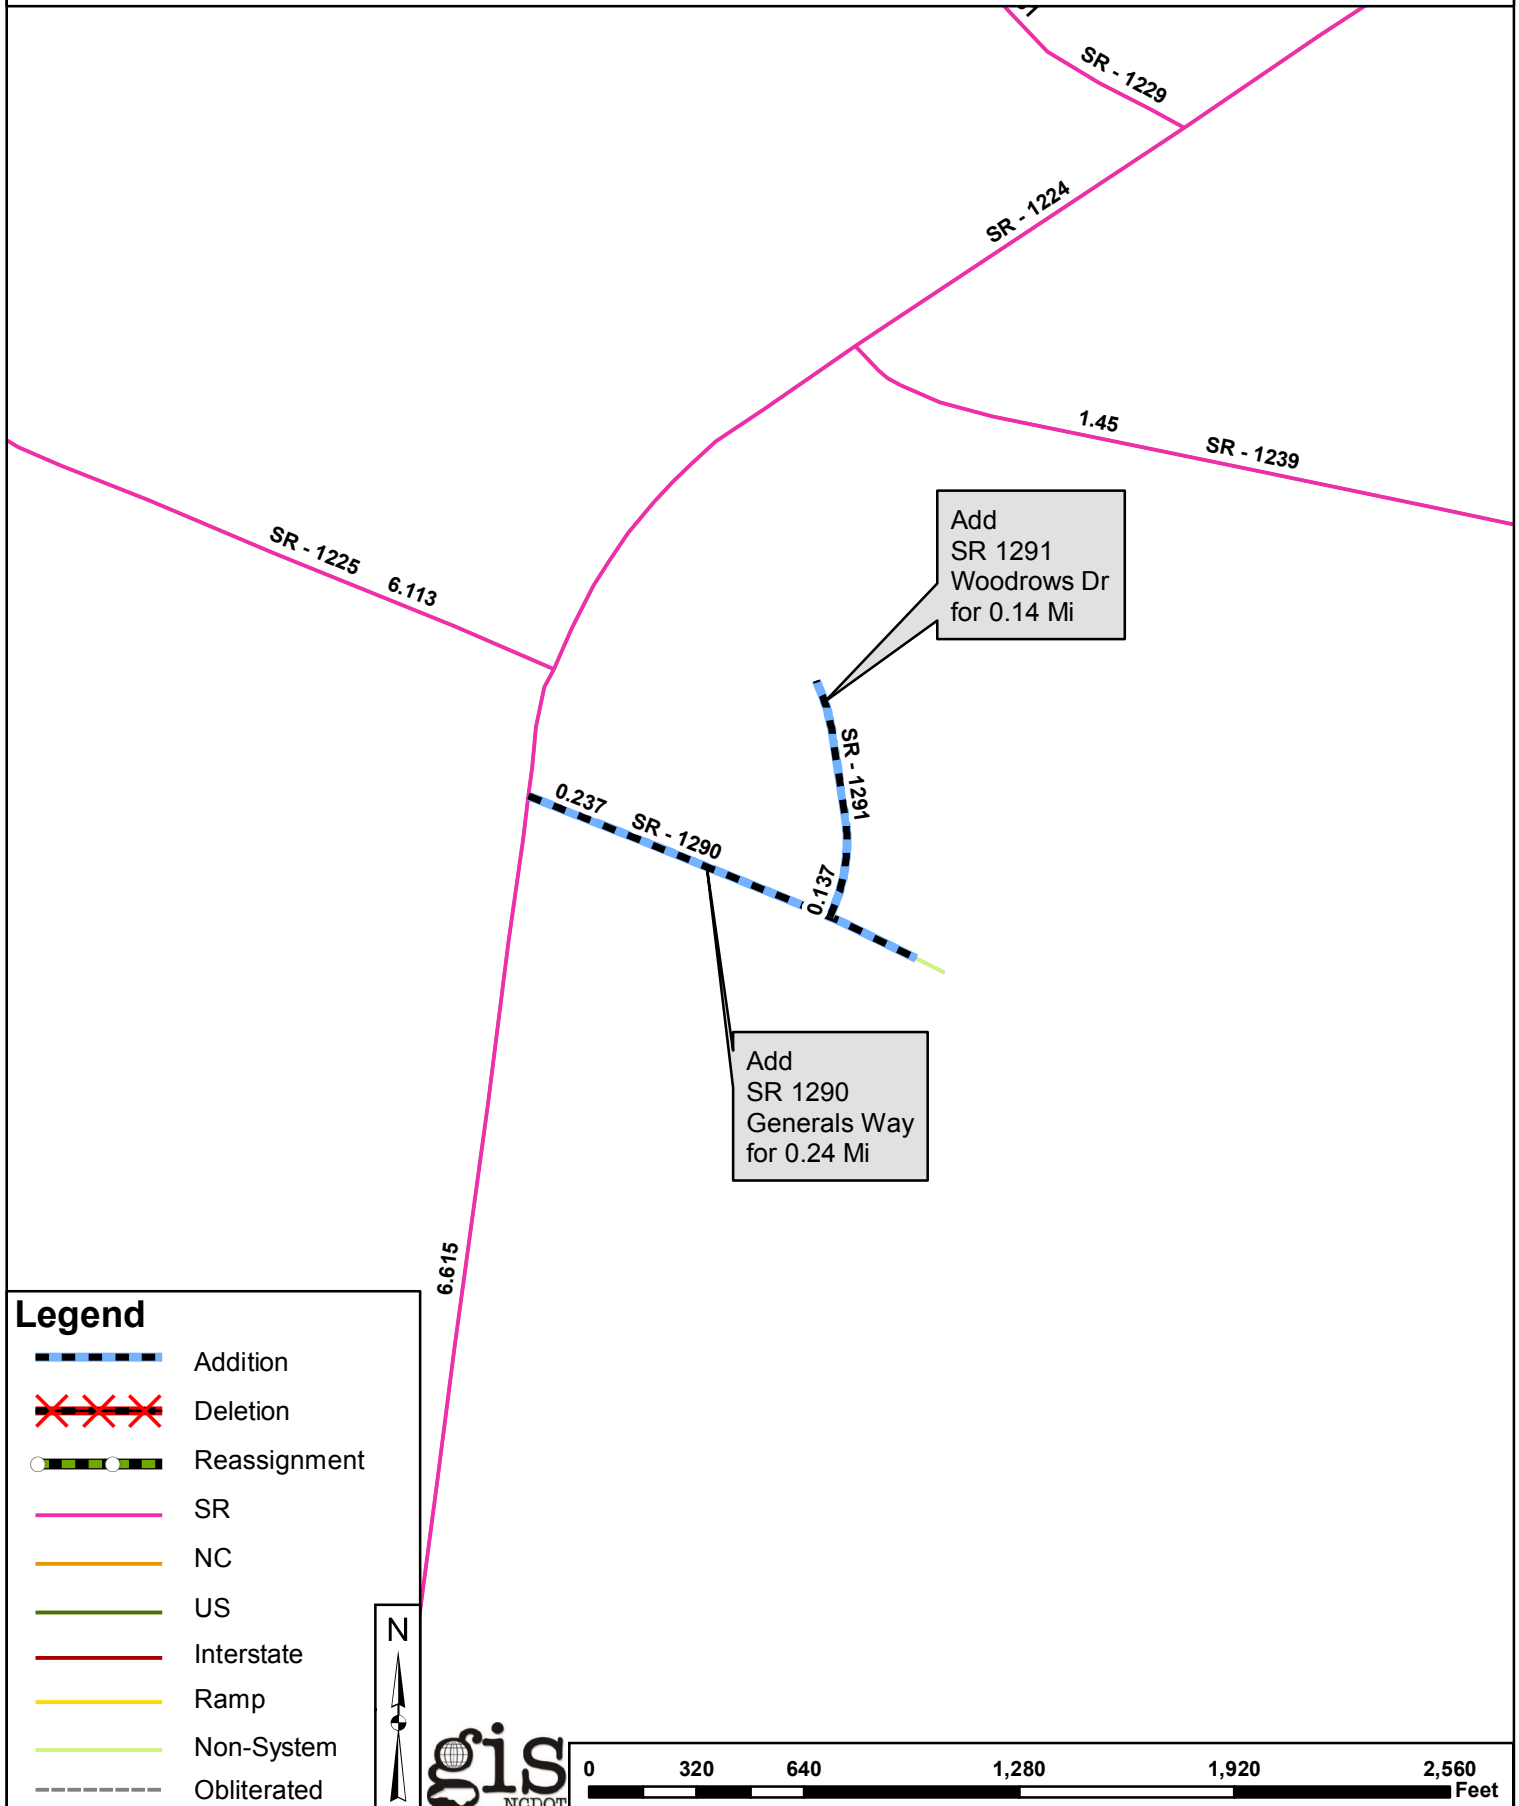 SR - 1229
SR - 1224
1.45
SR - 1239
SR - 1225
6.113
Add
SR 1291
Woodrows Dr
for 0.14 Mi
SR - 1291
0.237
SR - 1290
0.137
Add
SR 1290
Generals Way
for 0.24 Mi
6.615
Legend
Addition
Deletion
Reassignment
SR
NC
US
Interstate
Ramp
Non-System
Obliterated
N
gis
NCDOT
0 320 640 1,280 1,920 2,560
Feet